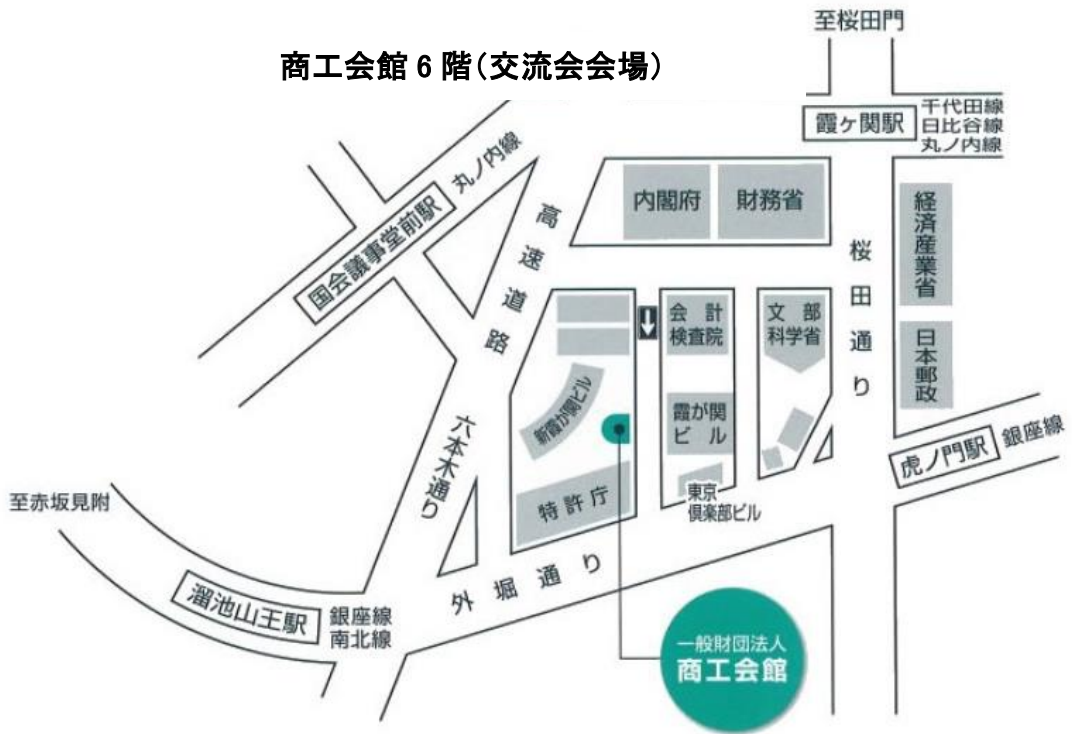 至桜田門
商工会館 6 階(交流会会場)
霞ヶ関駅
千代田線
日比谷線
丸ノ内線
丸ノ内線
国会議事堂前駅
高速道路
内閣府
財務省
経済産業省
桜田通り
会計
検査院
文部
科学省
日本郵政
新霞が関ビル
霞が関
ビル
六本木通り
虎ノ門駅
銀座線
特許庁
東京
倶楽部ビル
至赤坂見附
外堀通り
溜池山王駅
銀座線
南北線
一般財団法人
商工会館